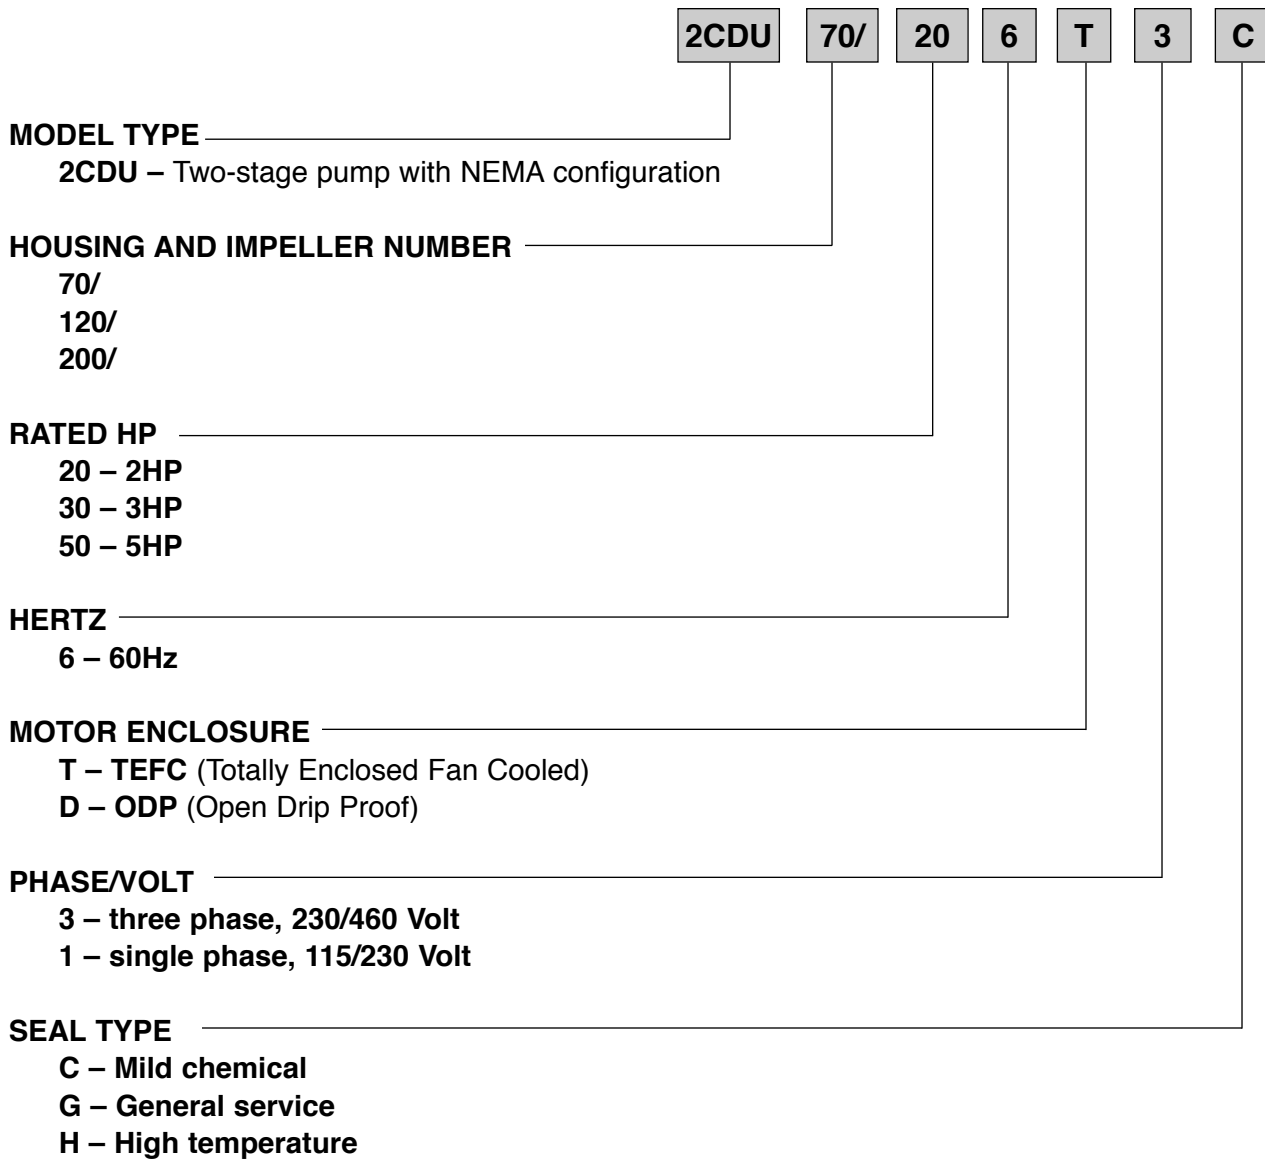 2CDU 70/ 20 6 T 3 C
MODEL TYPE
2CDU – Two-stage pump with NEMA configuration
HOUSING AND IMPELLER NUMBER
70/
120/
200/
RATED HP
20 – 2HP
30 – 3HP
50 – 5HP
HERTZ
6 – 60Hz
MOTOR ENCLOSURE
T – TEFC (Totally Enclosed Fan Cooled)
D – ODP (Open Drip Proof)
PHASE/VOLT
3 – three phase, 230/460 Volt
1 – single phase, 115/230 Volt
SEAL TYPE
C – Mild chemical
G – General service
H – High temperature